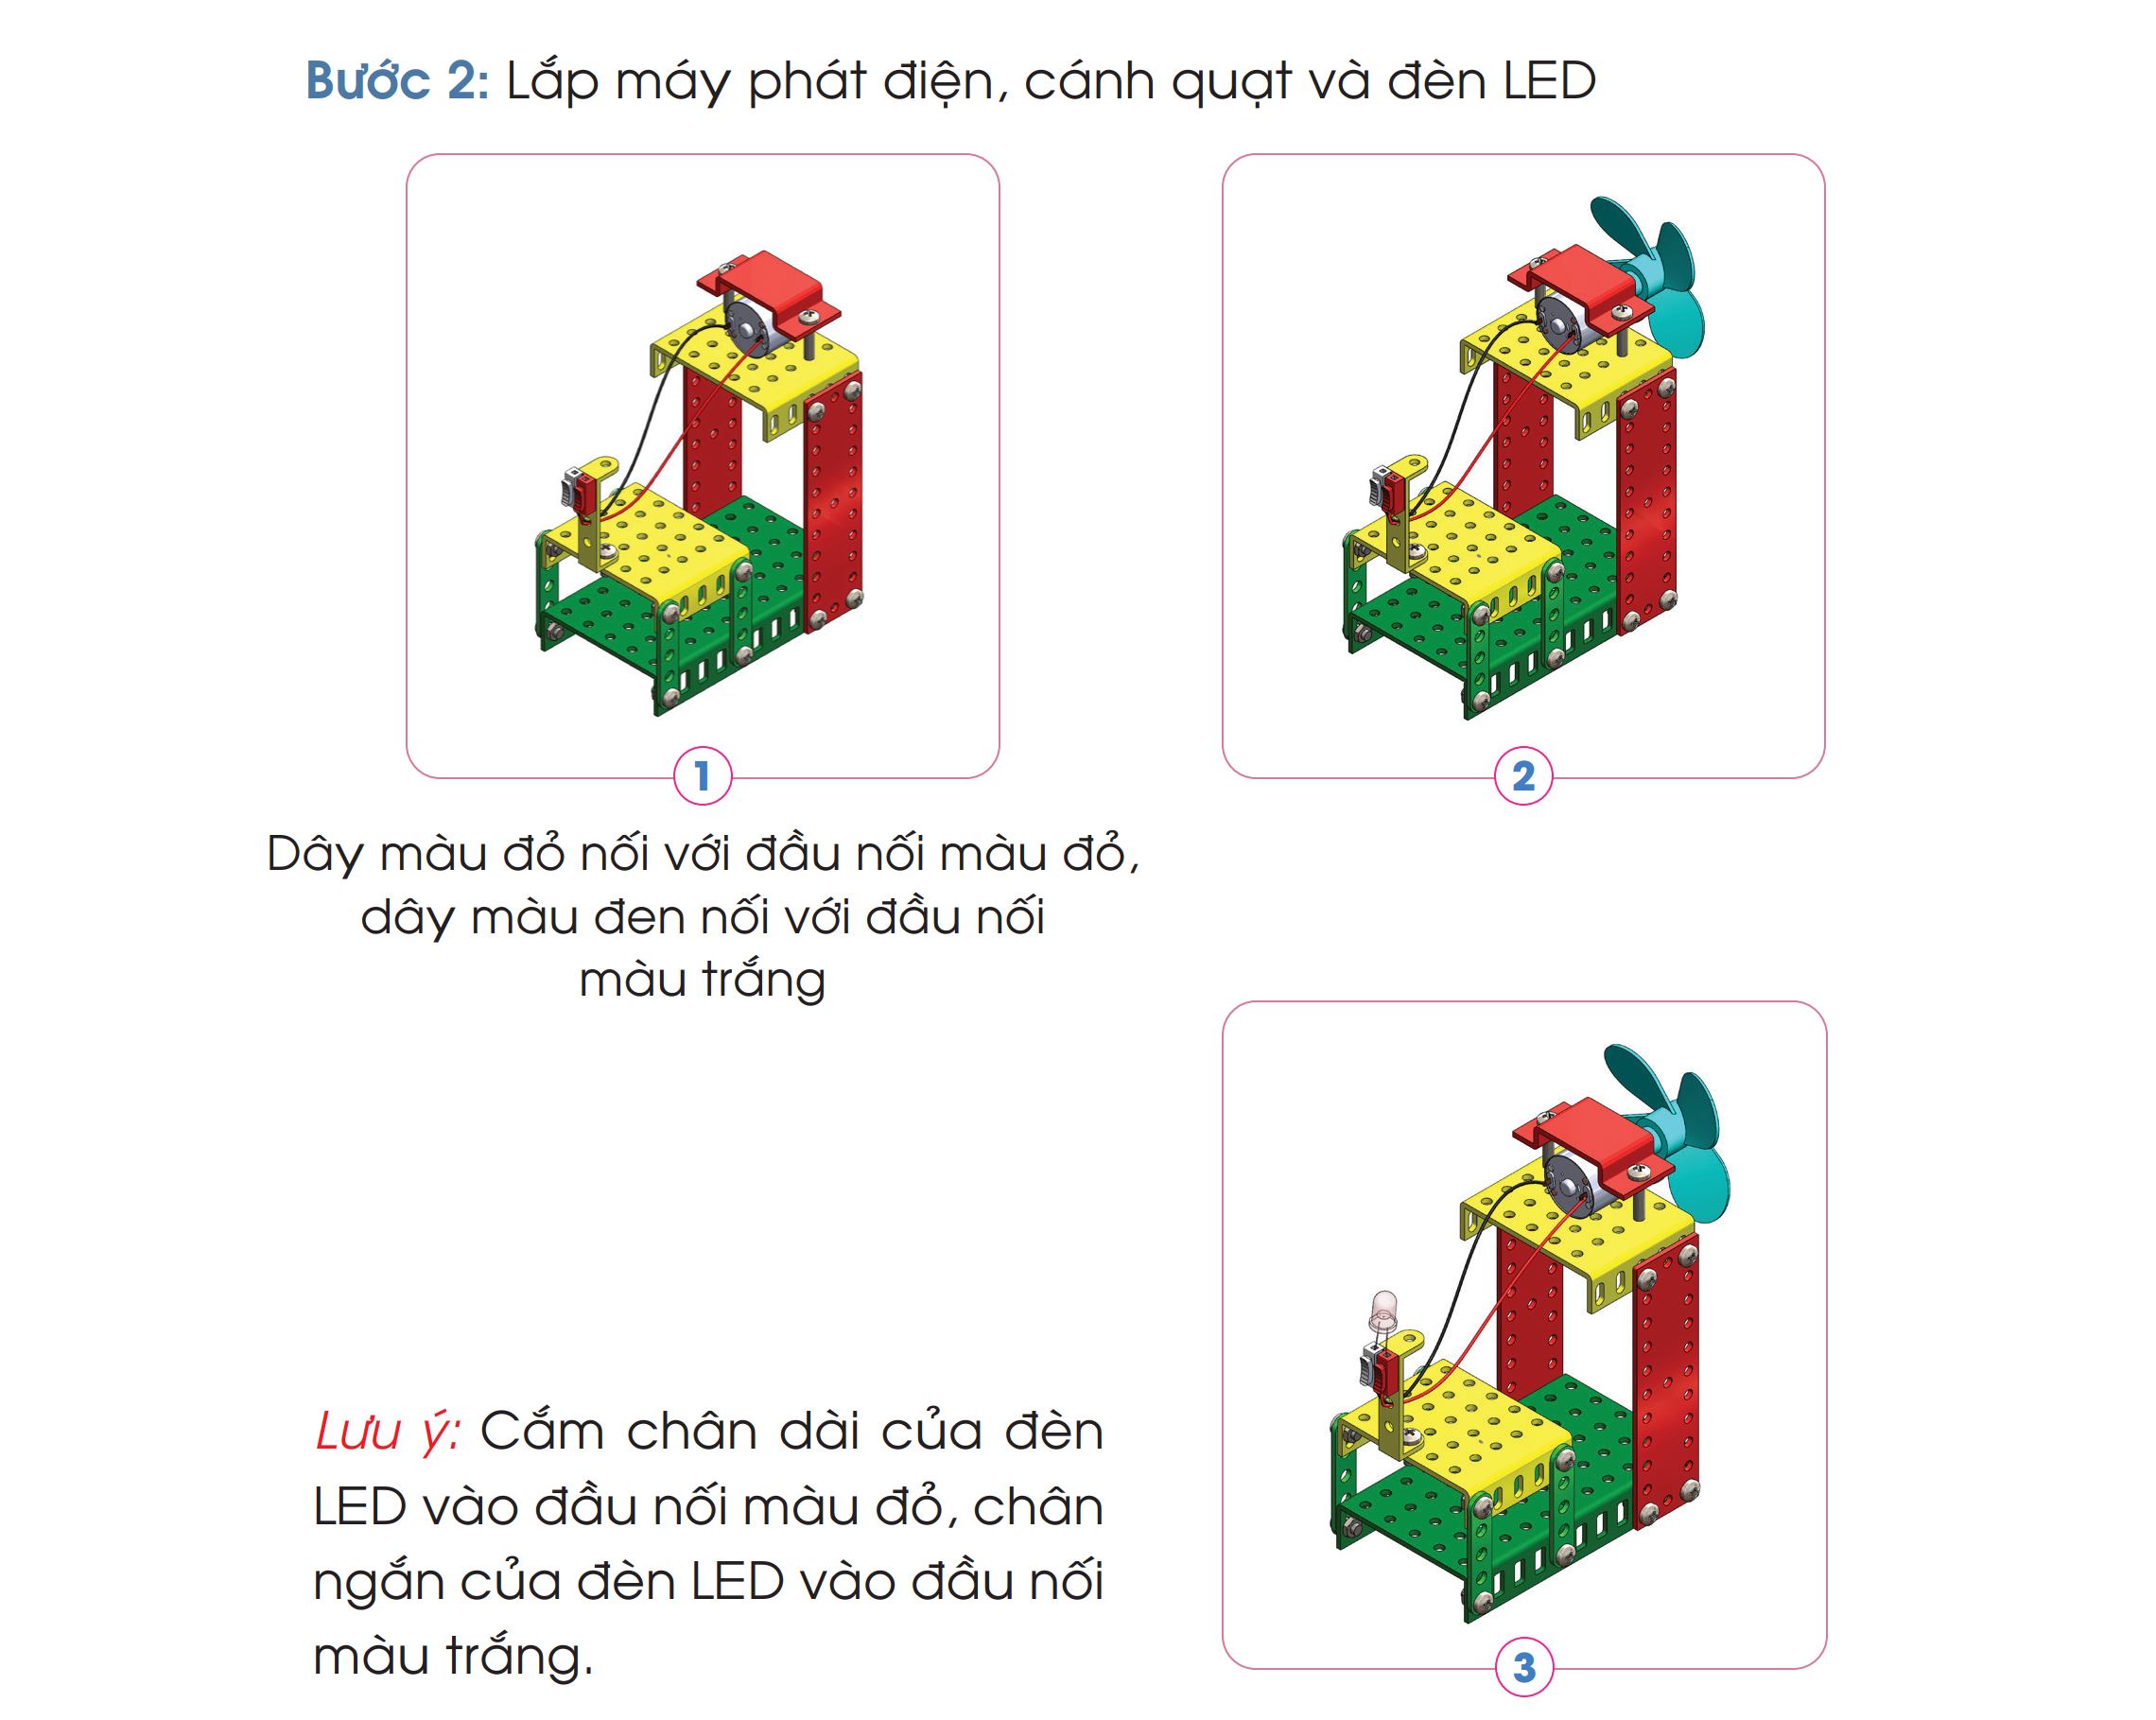 Bước 2: Lắp máy phát điện, cánh quạt và đèn LED
1
2
Dây màu đỏ nối với đầu nối màu đỏ,
dây màu đen nối với đầu nối
màu trắng
Lưu ý: Cắm chân dài của đèn
LED vào đầu nối màu đỏ, chân
ngắn của đèn LED vào đầu nối
màu trắng.
3